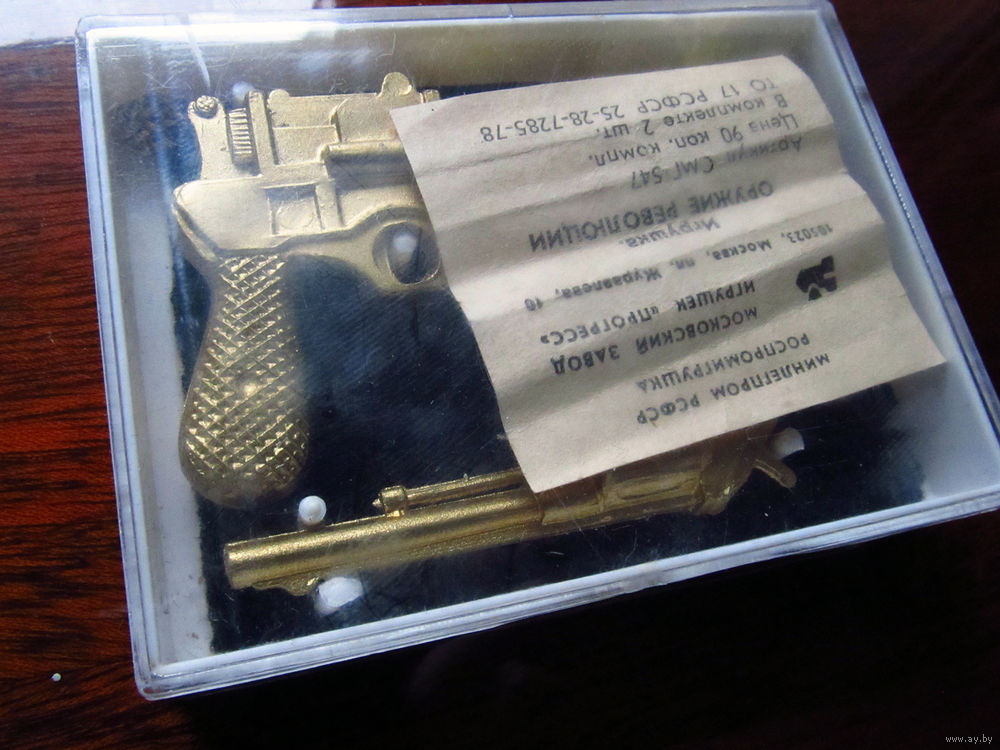 МИНЛЕГПРОМ РСФСР
РОСПРОМИГРУШКА
МОСКОВСКИЙ ЗАВОД
ИГРУШЕК «ПРОГРЕСС»
105023, Москва, пл. Журавлева, 10
Игрушка
ОРУЖИЕ РЕВОЛЮЦИИ
Артикул СМГ-547
Цена 90 коп. компл.
В комплекте 2 шт.
ТО 17 РСФСР 25-28-7285-78
www.ay.by